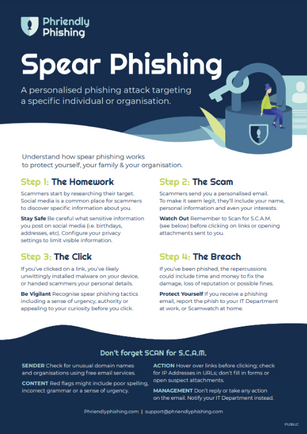 Phriendly
Phishing
Spear Phishing
A personalised phishing attack targeting
a specific individual or organisation.
Understand how spear phishing works
to protect yourself, your family & your organisation.
Step 1: The Homework
Scammers start by researching their target.
Social media is a common place for scammers
to discover specific information about you.
Stay Safe Be careful what sensitive information
you post on social media (i.e. birthdays,
addresses, etc). Configure your privacy
settings to limit visible information.
Step 2: The Scam
Scammers send you a personalised email.
To make it seem legit, they'll include your name,
personal information and even your interests.
Watch Out Remember to Scan for S.C.A.M.
(see below) before clicking on links or opening
attachments sent to you.
Step 3: The Click
If you've clicked on a link, you've likely
unwittingly installed malware on your device,
or handed scammers your personal details.
Be Vigilant Recognise spear phishing tactics
including a sense of urgency, authority or
appealing to your curiosity before you click.
Step 4: The Breach
If you've been phished, the repercussions
could include time and money to fix the
damage, loss of reputation or possible fines.
Protect Yourself If you receive a phishing
email, report the phish to your IT Department
at work, or Scamwatch at home.
Don't forget SCAN for S.C.A.M.
SENDER Check for unusual domain names
and organisations using free email services.
CONTENT Red flags might include poor spelling,
incorrect grammar or a sense of urgency.
ACTION Hover over links before clicking, check
for IP Addresses in URLs; don't fill in forms or
open suspect attachments.
MANAGEMENT Don't reply or take any action
on the email. Notify your IT Department instead.
Phriendlyphishing.com | support@phriendlyphishing.com
PUBLIC